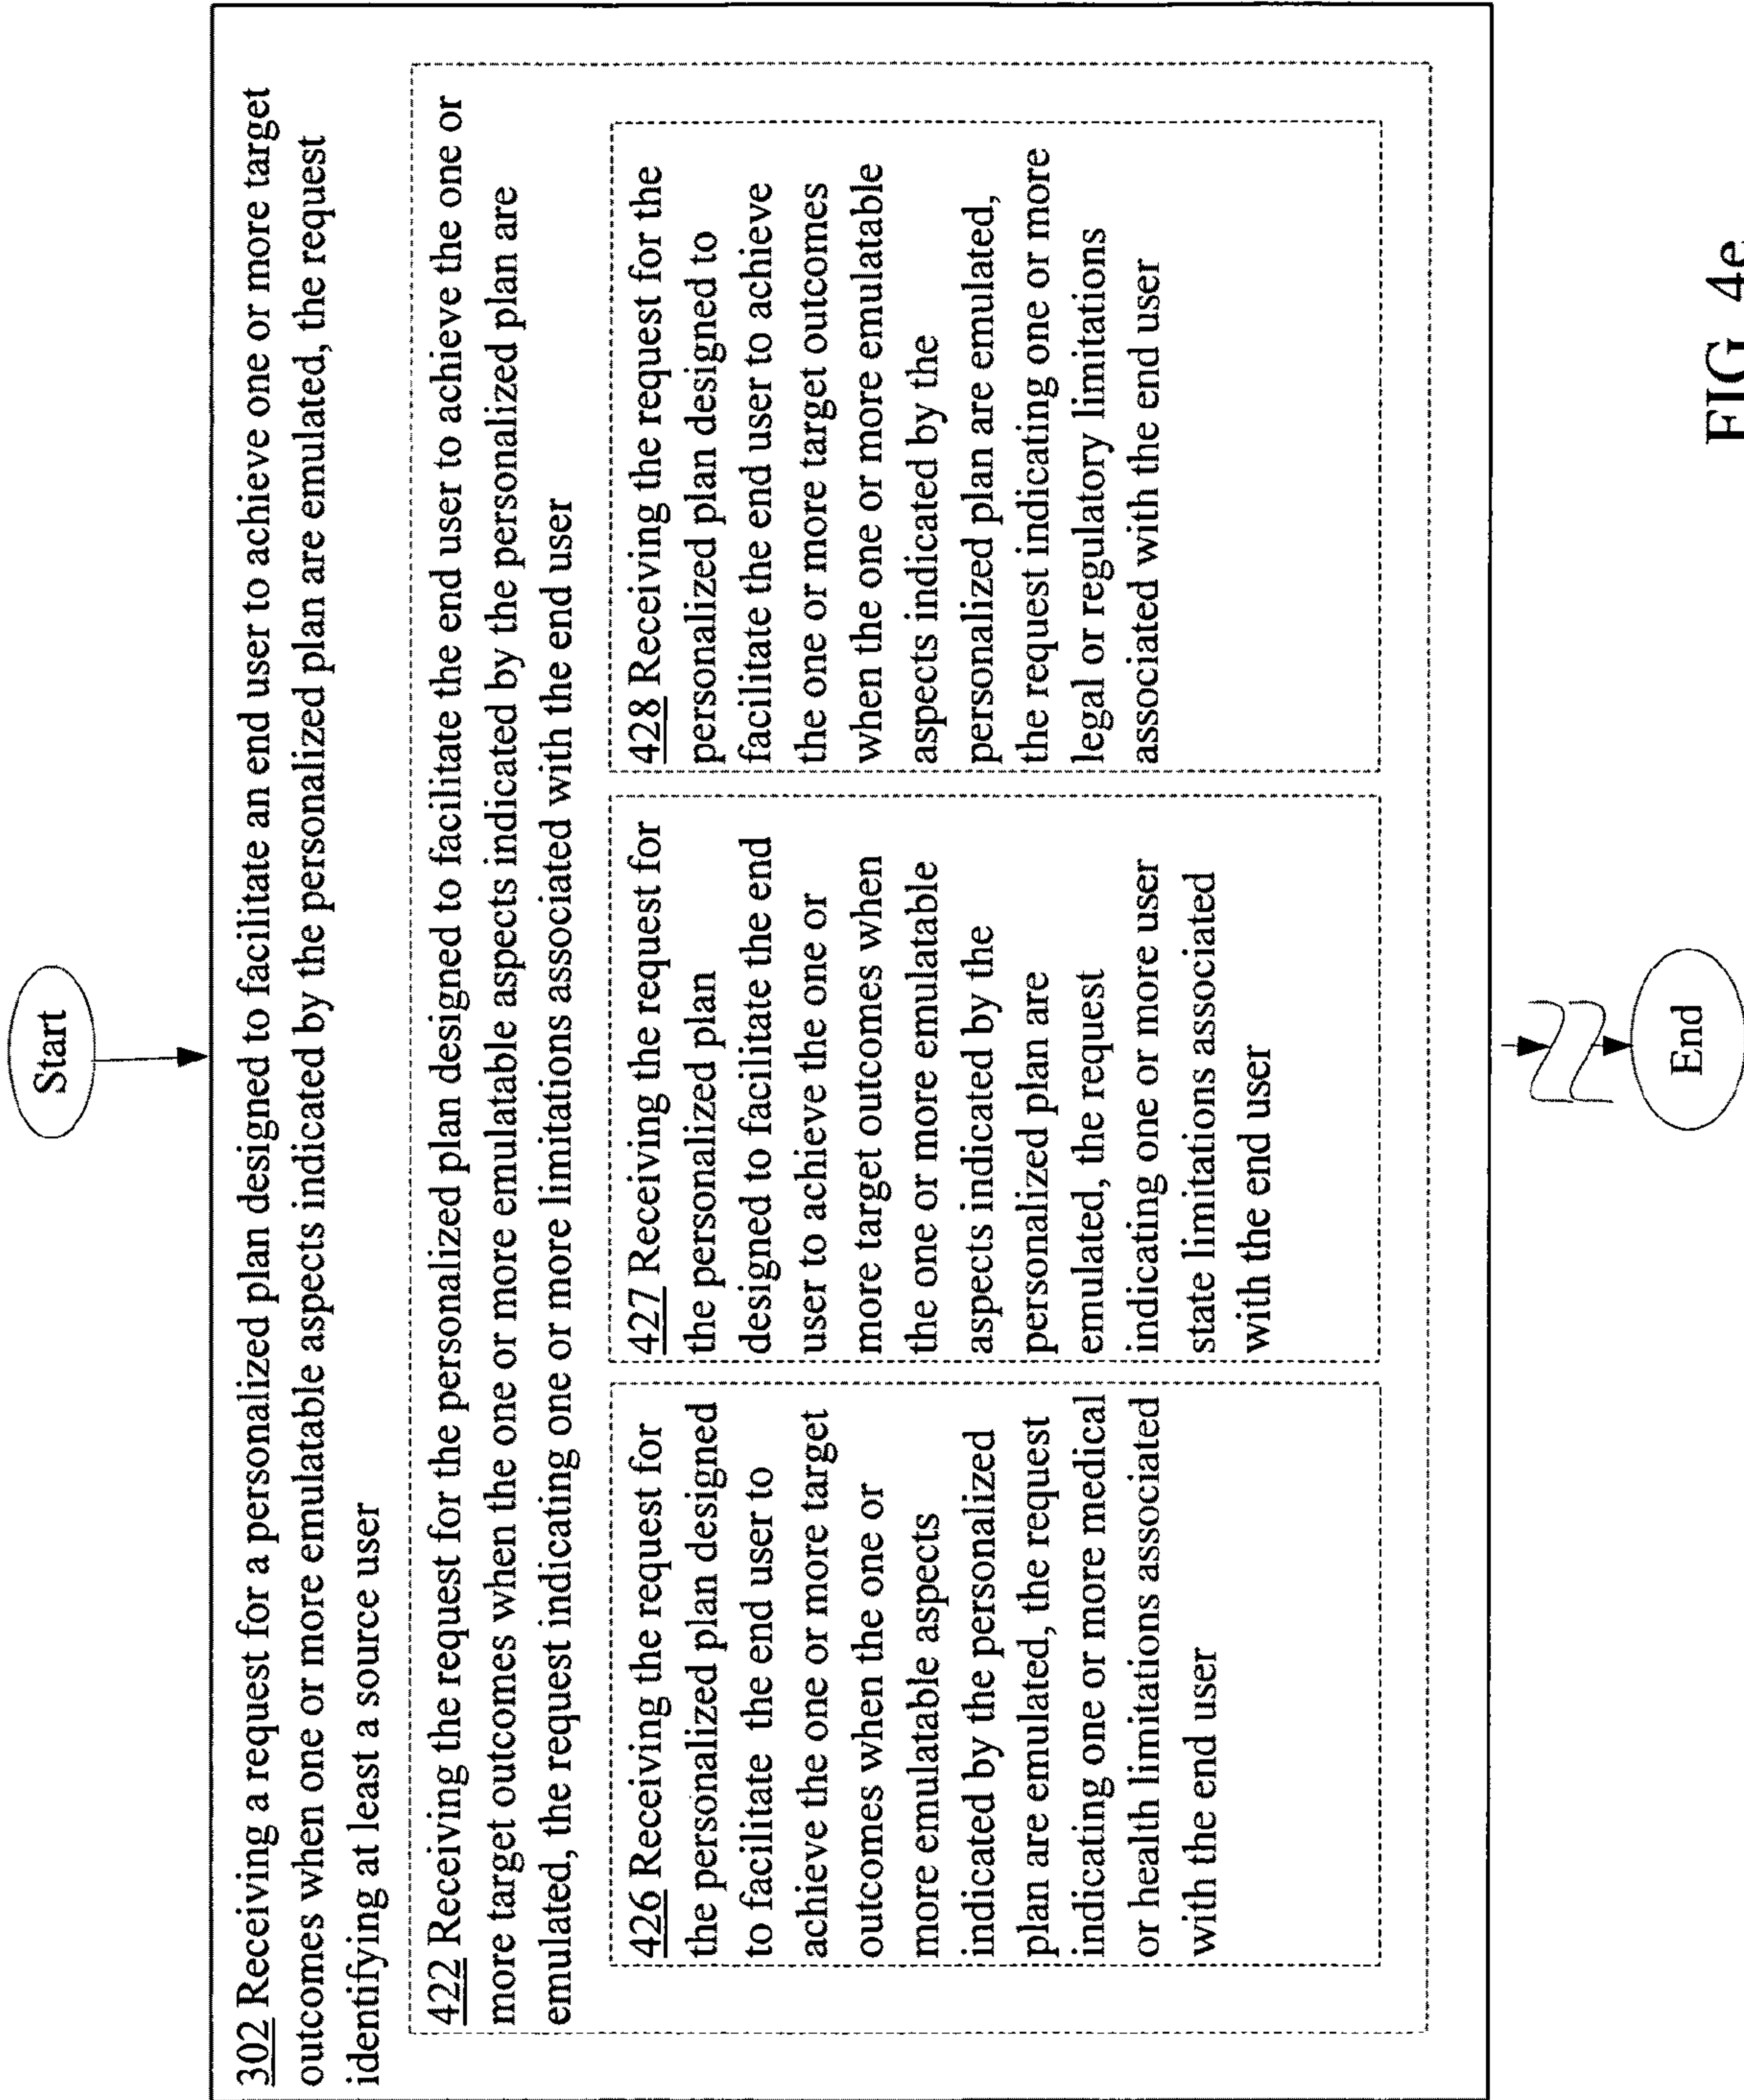 Start
302 Receiving a request for a personalized plan designed to facilitate an end user to achieve one or more target
outcomes when one or more emulatable aspects indicated by the personalized plan are emulated, the request
identifying at least a source user
422 Receiving the request for the personalized plan designed to facilitate the end user to achieve the one or
more target outcomes when the one or more emulatable aspects indicated by the personalized plan are
emulated, the request indicating one or more limitations associated with the end user
426 Receiving the request for
the personalized plan designed
to facilitate the end user to
achieve the one or more target
outcomes when the one or
more emulatable aspects
indicated by the personalized
plan are emulated, the request
indicating one or more medical
or health limitations associated
with the end user
427 Receiving the request for
the personalized plan
designed to facilitate the end
user to achieve the one or
more target outcomes when
the one or more emulatable
aspects indicated by the
personalized plan are
emulated, the request
indicating one or more user
state limitations associated
with the end user
428 Receiving the request for the
personalized plan designed to
facilitate the end user to achieve
the one or more target outcomes
when the one or more emulatable
aspects indicated by the
personalized plan are emulated,
the request indicating one or more
legal or regulatory limitations
associated with the end user
End
FIG. 4e